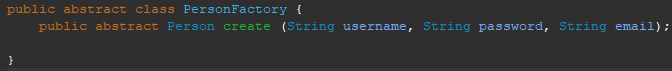 public abstract class PersonFactory {
    public abstract Person create (String username, String password, String email);
}